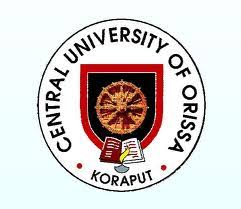 CENTRAL UNIVERSITY OF ORISSA
• KORAPUT •